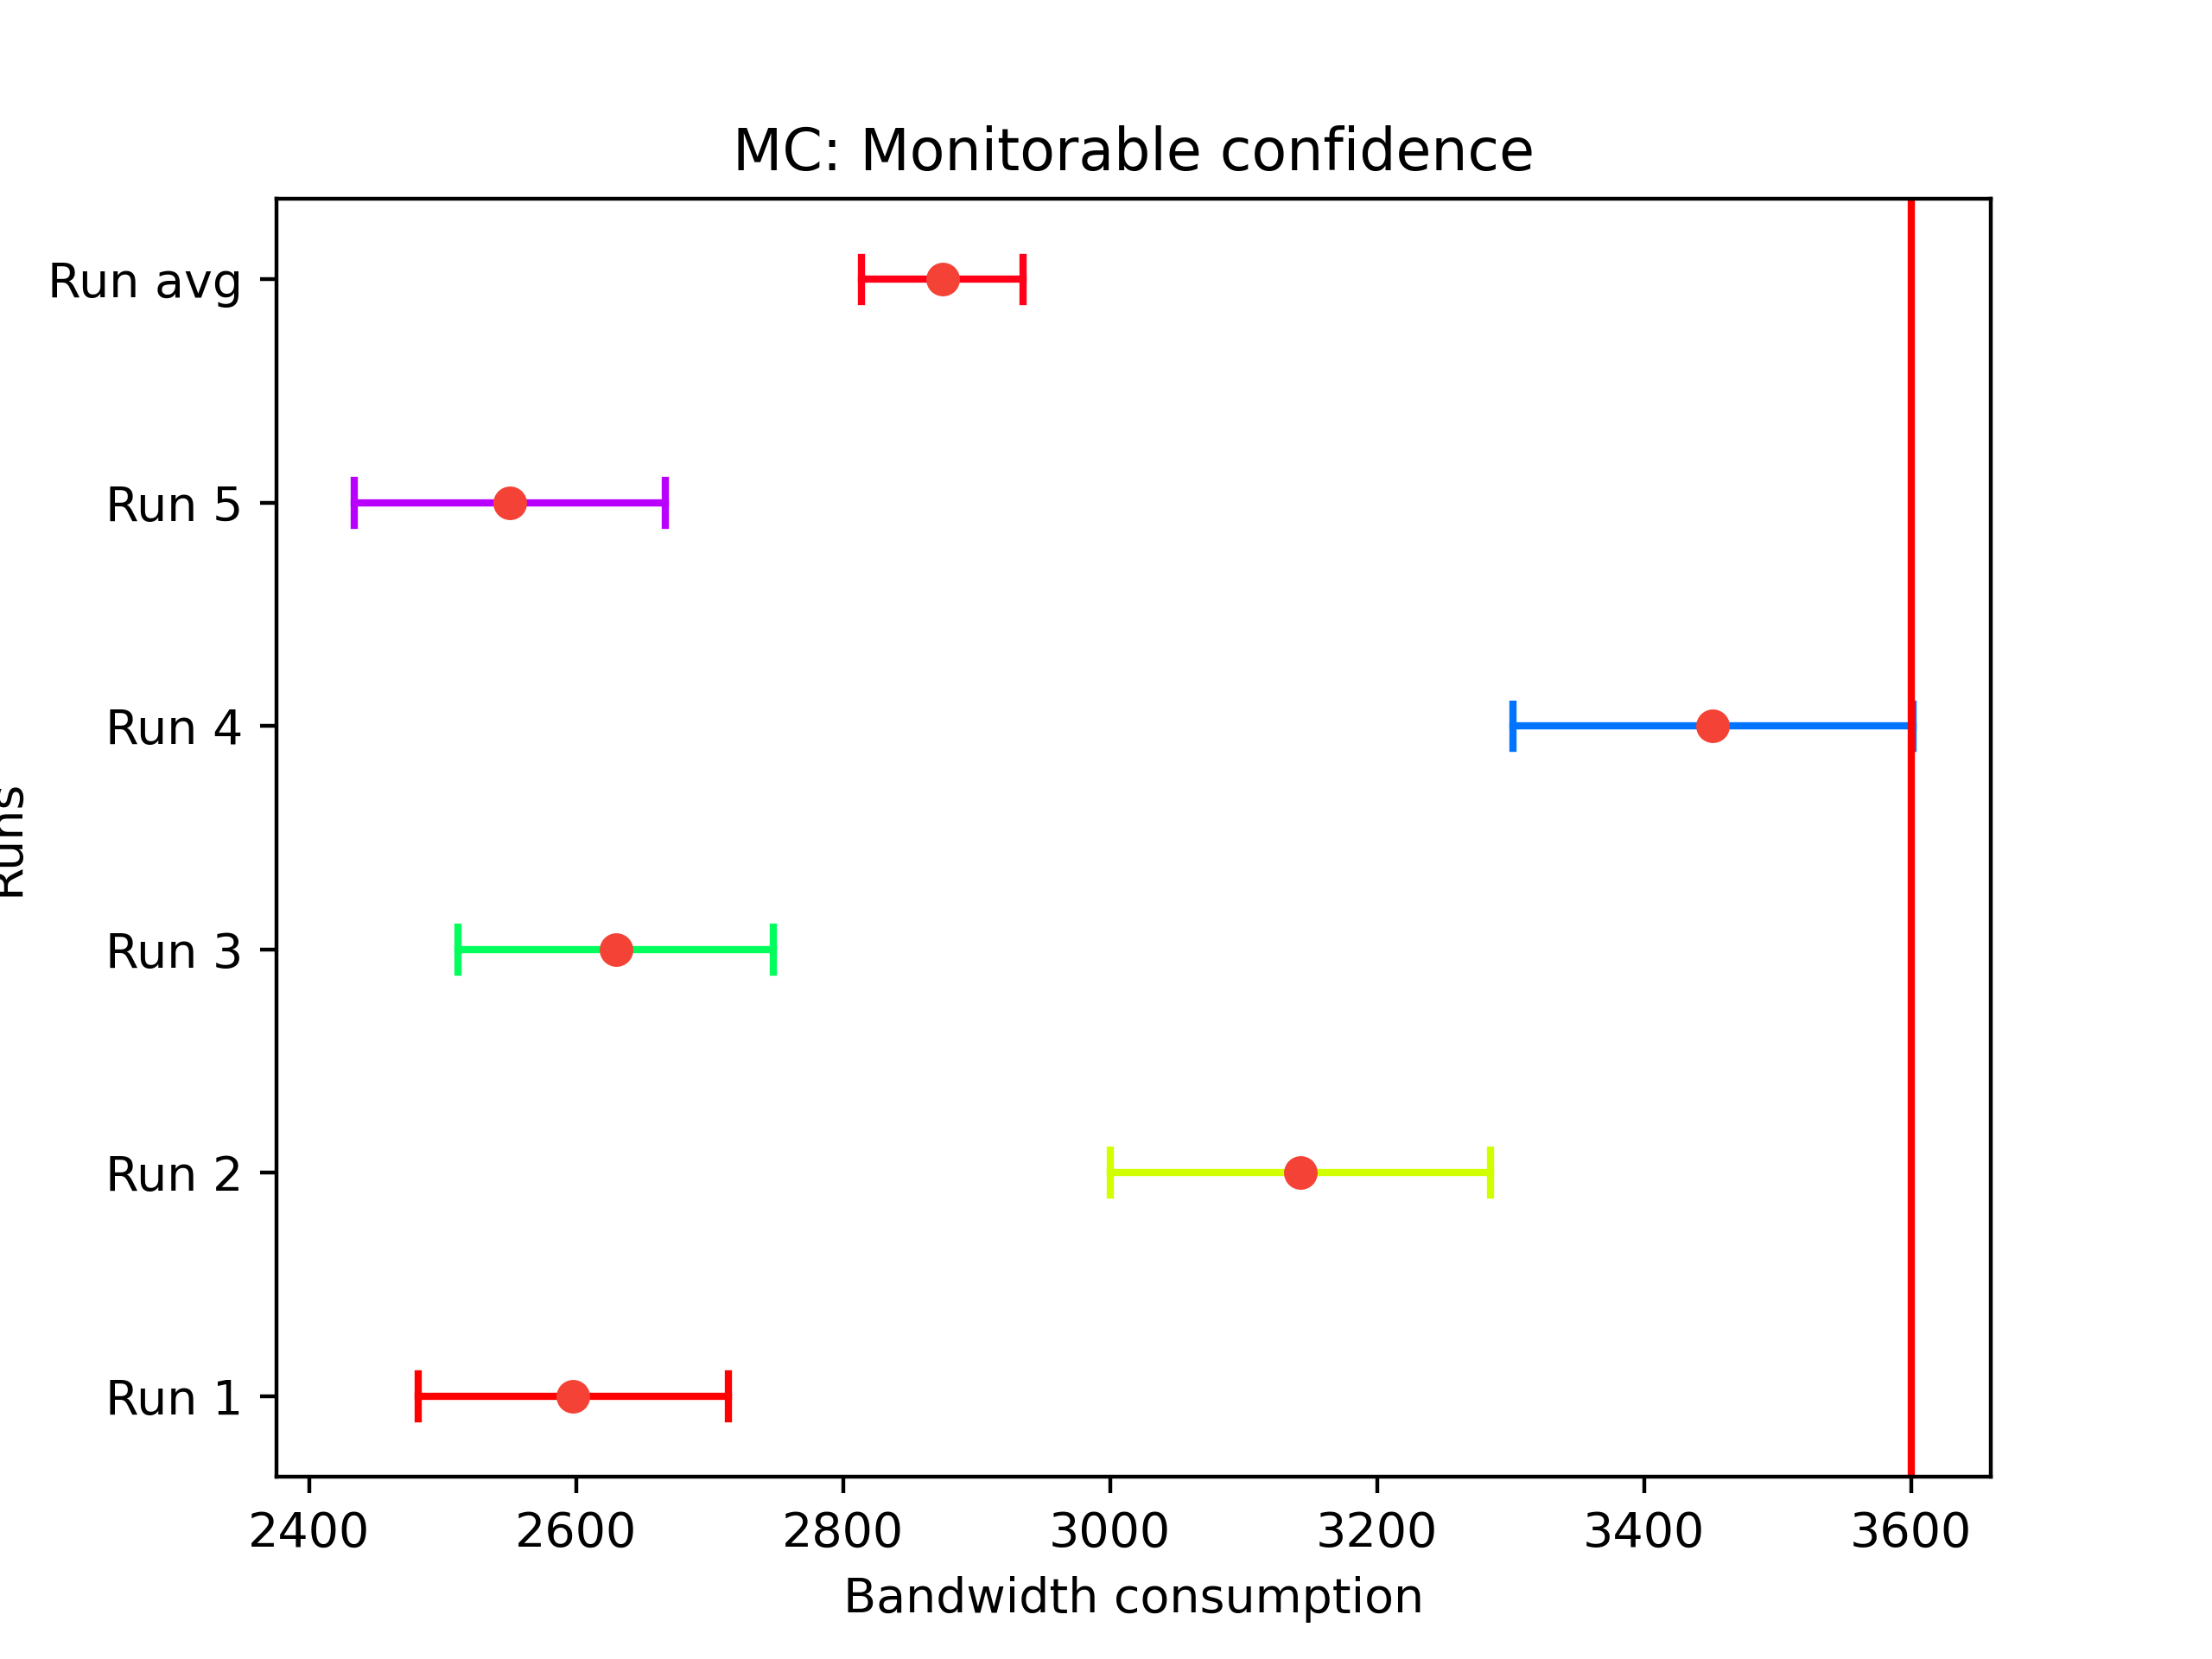 MC: Monitorable confidence
Run avg
Run 5
Run 4
Runs
Run 3
Run 2
Run 1
2400 2600 2800 3000 3200 3400 3600
Bandwidth consumption